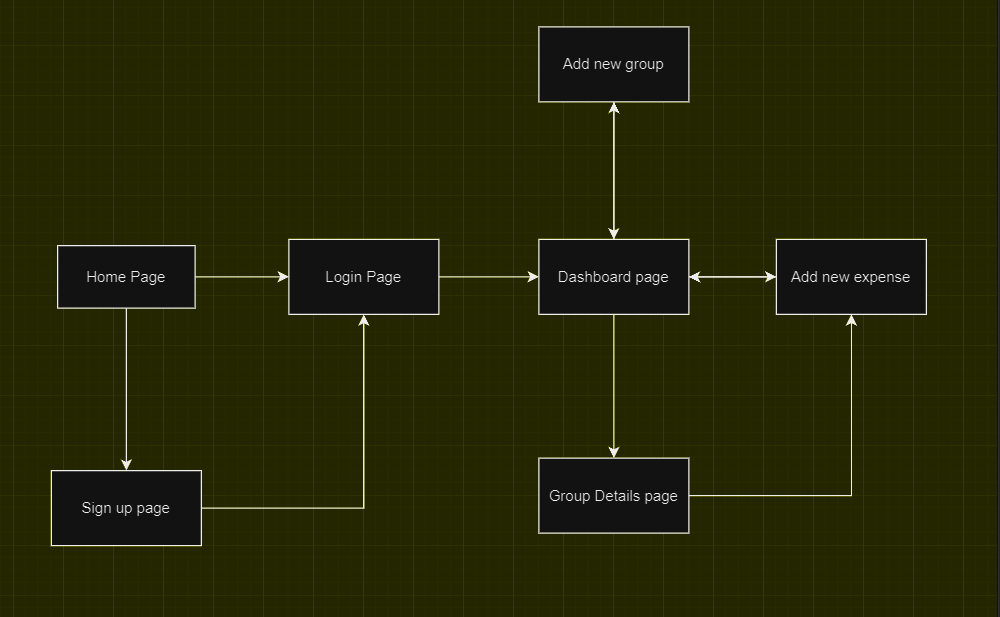 Add new group
Home Page
Login Page
Dashboard page
Add new expense
Sign up page
Group Details page